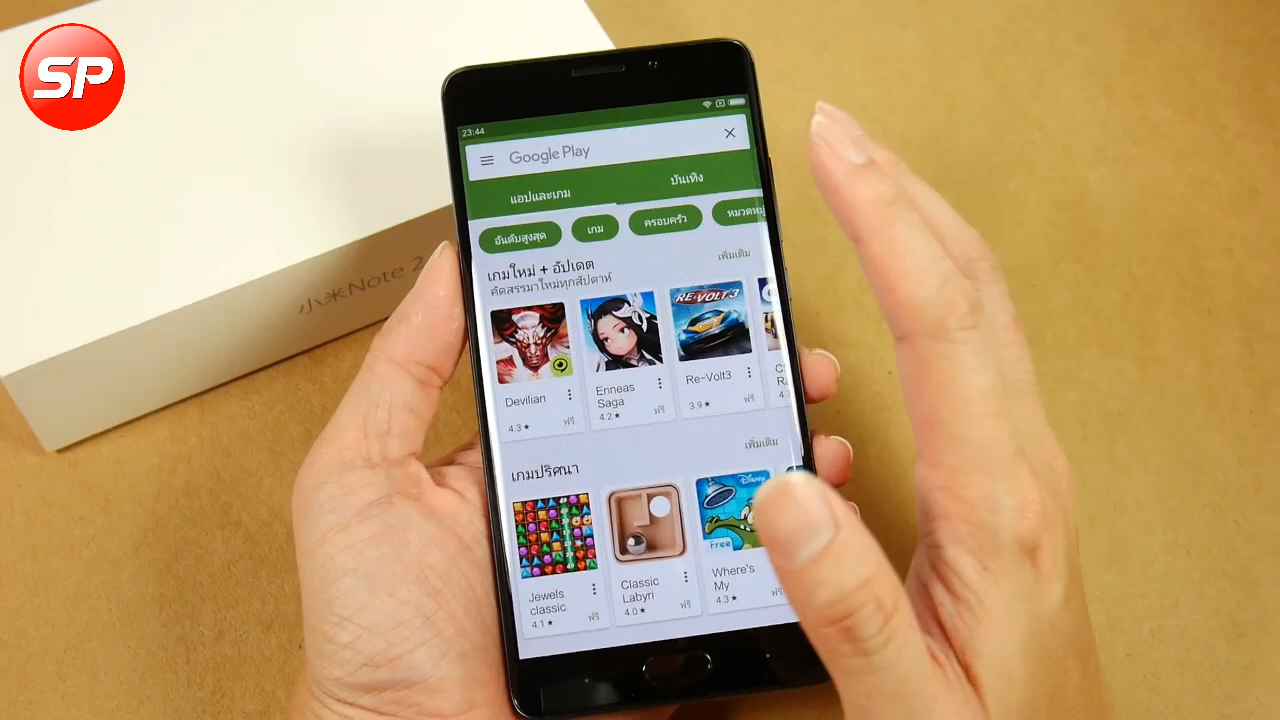 SP
23:44
Google Play
แอปและเกม
บันเทิง
อันดับสูงสุด
เกม
ครอบครัว
เกมใหม่ + อัปเดต
เพิ่มเติม
คัดสรรมาใหม่ทุกสัปดาห์
RE-VOLT 3
Devilian
4.3★
Enneas
Saga
4.2★
ฟรี
Re-Volt3
3.9★
ฟรี
小米Note 2
เกมปริศนา
เพิ่มเติม
Disney
Free
Jewels
classic
4.1★
ฟรี
Classic
Labyri
4.0★
ฟรี
Where's
My
4.3★
ฟรี